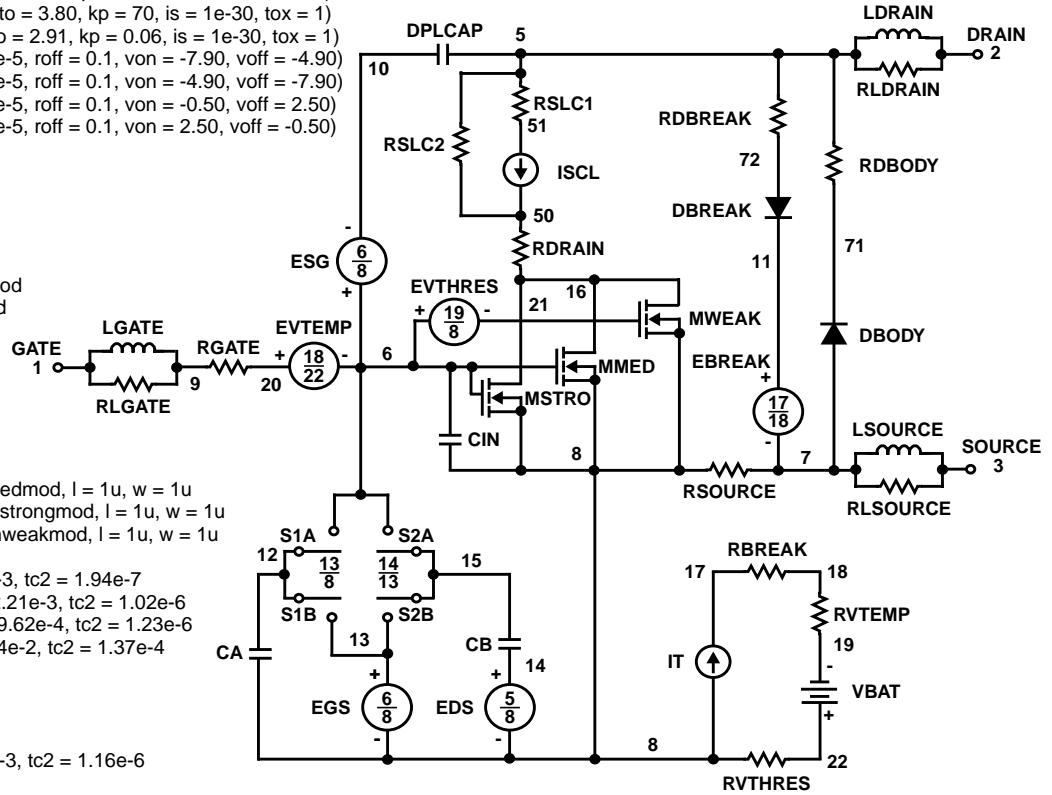 to = 3.80, kp = 70, is = 1e-30, tox = 1)
o = 2.91, kp = 0.06, is = 1e-30, tox = 1)
e-5, roff = 0.1, von = -7.90, voff = -4.90)
e-5, roff = 0.1, von = -4.90, voff = -7.90)
e-5, roff = 0.1, von = -0.50, voff = 2.50)
e-5, roff = 0.1, von = 2.50, voff = -0.50)
od
d
edmod, l = 1u, w = 1u
strongmod, l = 1u, w = 1u
weakmod, l = 1u, w = 1u
-3, tc2 = 1.94e-7
.21e-3, tc2 = 1.02e-6
9.62e-4, tc2 = 1.23e-6
4e-2, tc2 = 1.37e-4
-3, tc2 = 1.16e-6
LDRAIN
DPLCAP 5 DRAIN
10 2
RLDRAIN
RSLC1
RDBREAK
51
RSLC2
72 RDBODY
ISCL
DBREAK
50
RDRAIN
71
-
ESG 6 8
11
+
EVTHRES 16
+ 19 8 - 21
MWEAK
LGATE EVTEMP
DBODY
GATE RGATE + 18 22 - 6
EBREAK
1 MMED +
9 20
MSTRO
RLGATE
17 18
LSOURCE
CIN -
SOURCE
8 7
3
RSOURCE
RLSOURCE
S1A S2A
12 13 8 14 13 15
RBREAK
17 18
S1B S2B
RVTEMP
13 CB
19
CA 14
IT -
+ +
VBAT
EGS 6 8 EDS 5 8
+
- -
8
22
RVTHRES